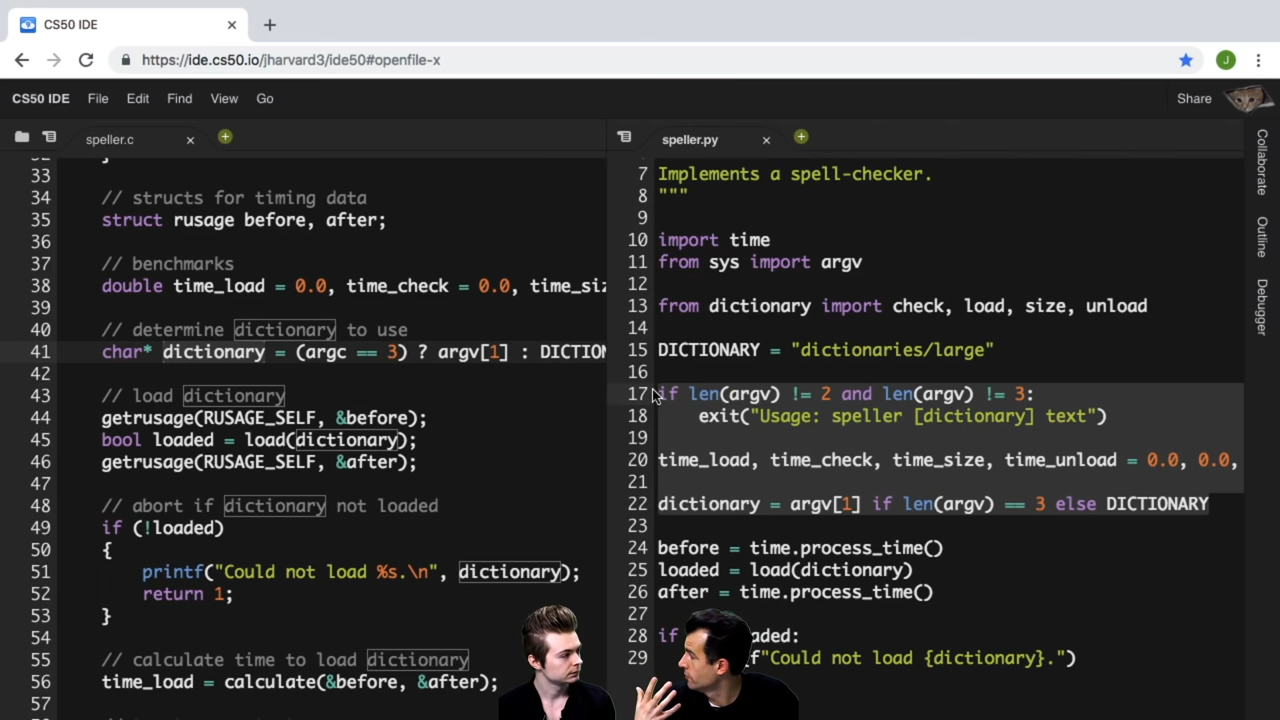 CS50 IDE
https://ide.cs50.io/jharvard3/ide50#openfile-x
J
CS50 IDE File Edit Find View Go Share
speller.c
33
34 // structs for timing data
35 struct rusage before, after;
36
37 // benchmarks
38 double time_load = 0.0, time_check = 0.0, time_siz
39
40 // determine dictionary to use
41 char* dictionary = (argc == 3) ? argv[1] : DICTION
42
43 // load dictionary
44 getrusage(RUSAGE_SELF, &before);
45 bool loaded = load(dictionary);
46 getrusage(RUSAGE_SELF, &after);
47
48 // abort if dictionary not loaded
49 if (!loaded)
50 {
51 printf("Could not load %s.\n", dictionary);
52 return 1;
53 }
54
55 // calculate time to load dictionary
56 time_load = calculate(&before, &after);
57
speller.py
7 Implements a spell-checker.
8 """
9
10 import time
11 from sys import argv
12
13 from dictionary import check, load, size, unload
14
15 DICTIONARY = "dictionaries/large"
16
17 if len(argv) != 2 and len(argv) != 3:
18 exit("Usage: speller [dictionary] text")
19
20 time_load, time_check, time_size, time_unload = 0.0, 0.0,
21
22 dictionary = argv[1] if len(argv) == 3 else DICTIONARY
23
24 before = time.process_time()
25 loaded = load(dictionary)
26 after = time.process_time()
27
28 if aded:
29 f"Could not load {dictionary}.")
Collaborate
Outline
Debugger